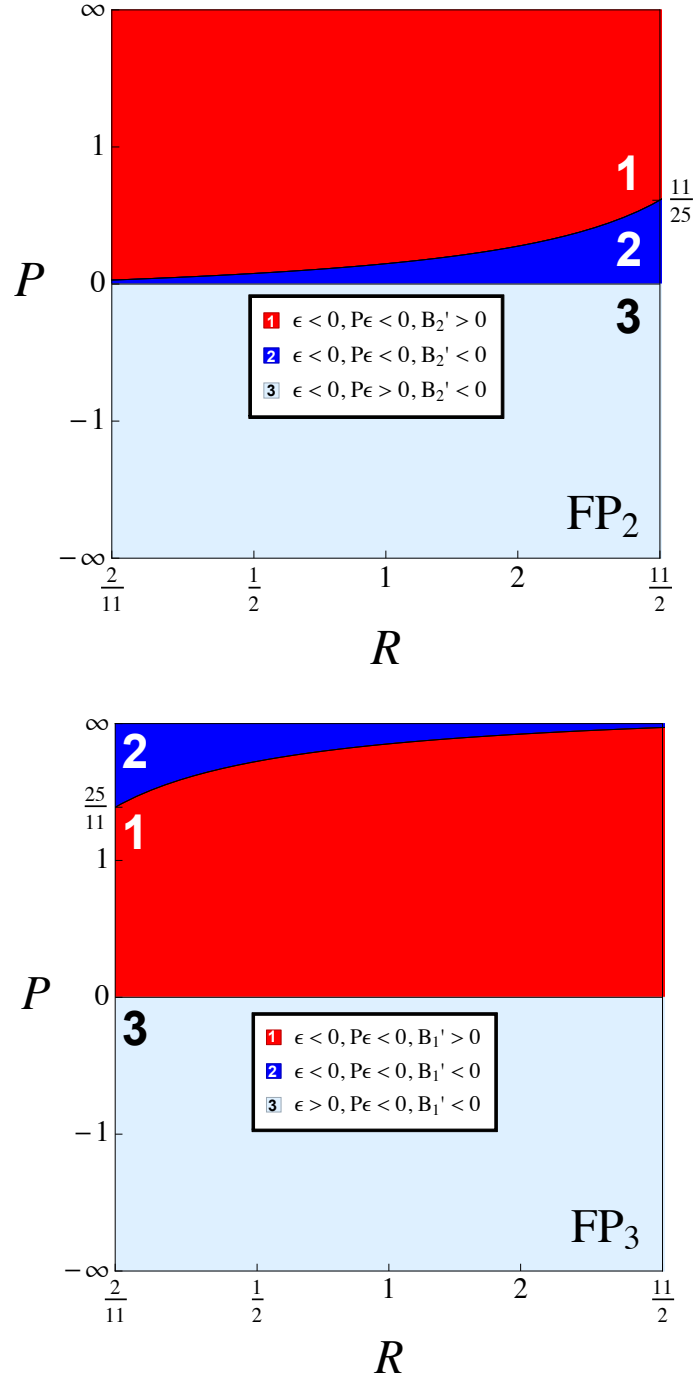 ∞
1
1
11/25
2
P
0
3
1 ϵ < 0, Pϵ < 0, B₂' > 0
2 ϵ < 0, Pϵ < 0, B₂' < 0
3 ϵ < 0, Pϵ > 0, B₂' < 0
−1
FP₂
−∞
2/11 1/2 1 2 11/2
R
∞
2
25/11
1
1
P
0
3
1 ϵ < 0, Pϵ < 0, B₁' > 0
2 ϵ < 0, Pϵ < 0, B₁' < 0
3 ϵ > 0, Pϵ < 0, B₁' < 0
−1
FP₃
−∞
2/11 1/2 1 2 11/2
R